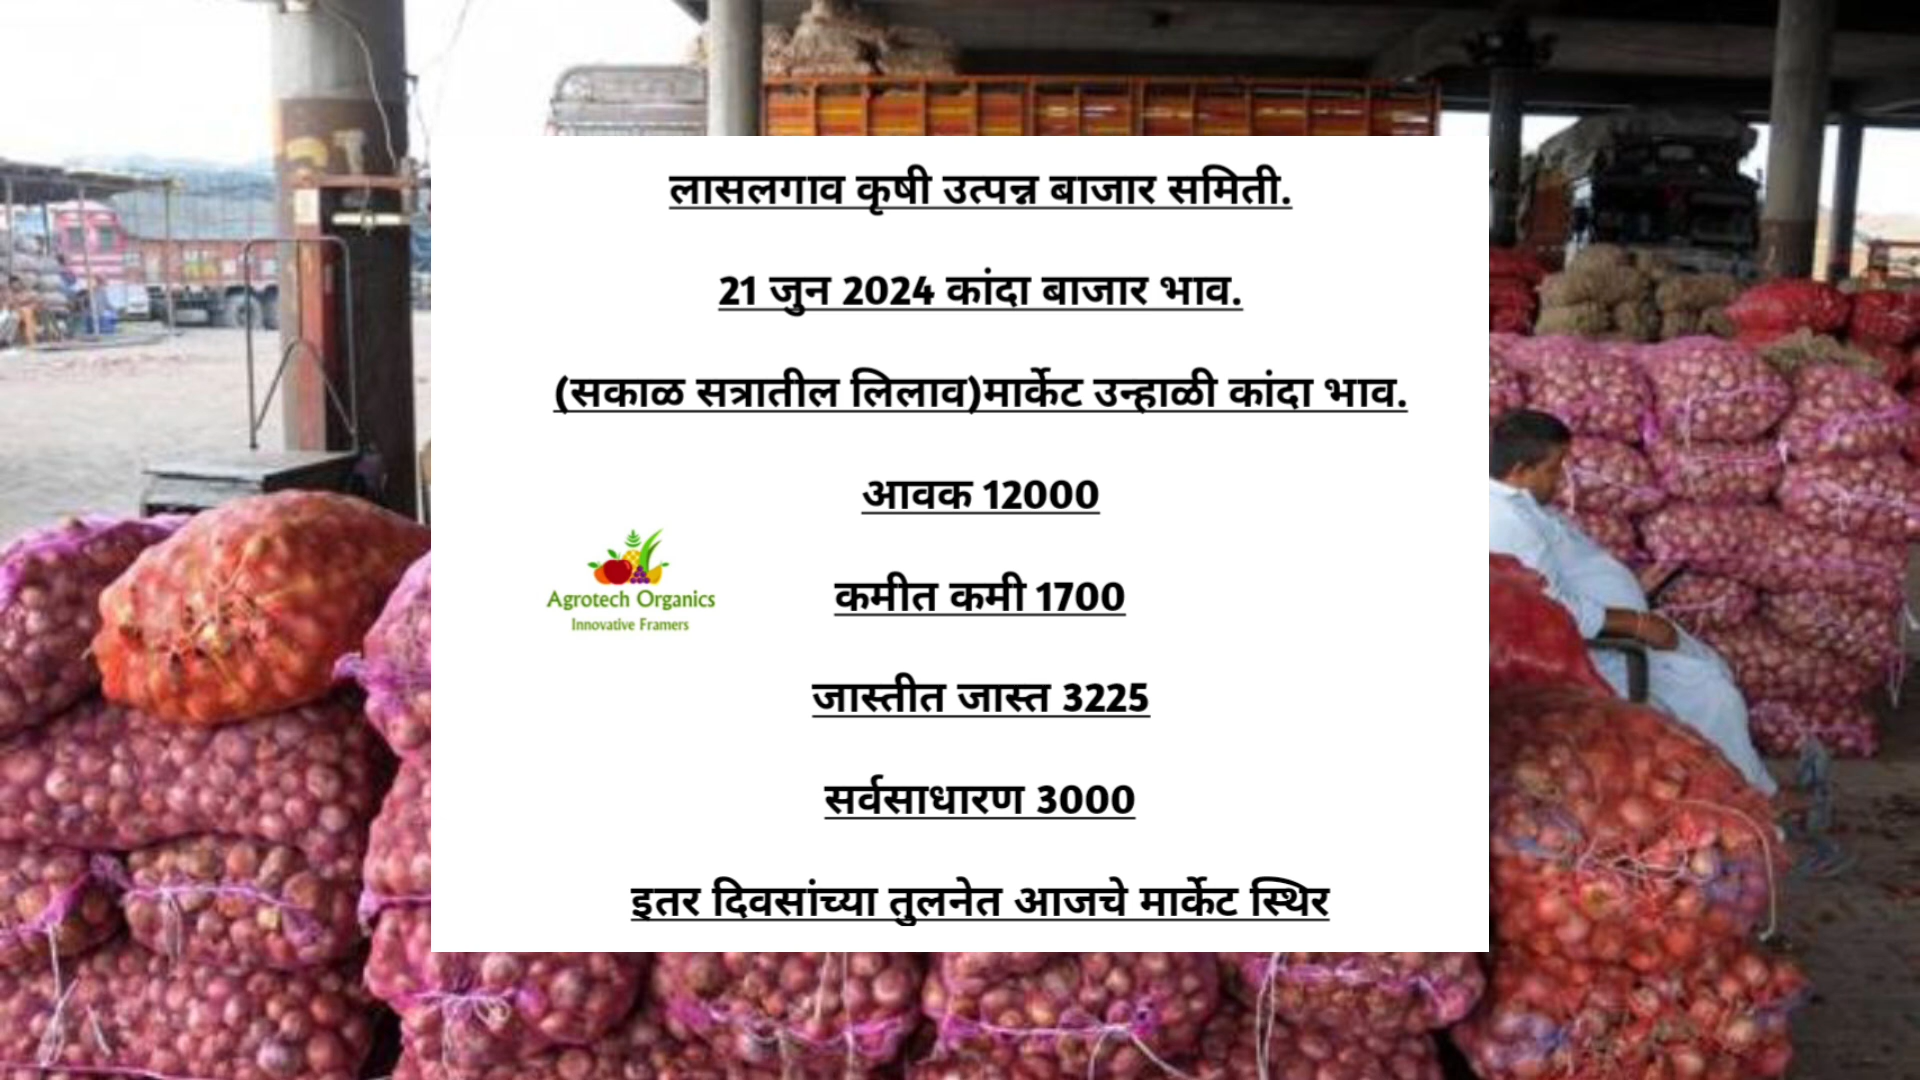 लासलगाव कृषी उत्पन्न बाजार समिती.
21 जुन 2024 कांदा बाजार भाव.
(सकाळ सत्रातील लिलाव)मार्केट उन्हाळी कांदा भाव.
आवक 12000
कमीत कमी 1700
जास्तीत जास्त 3225
सर्वसाधारण 3000
इतर दिवसांच्या तुलनेत आजचे मार्केट स्थिर
Agrotech Organics
Innovative Framers